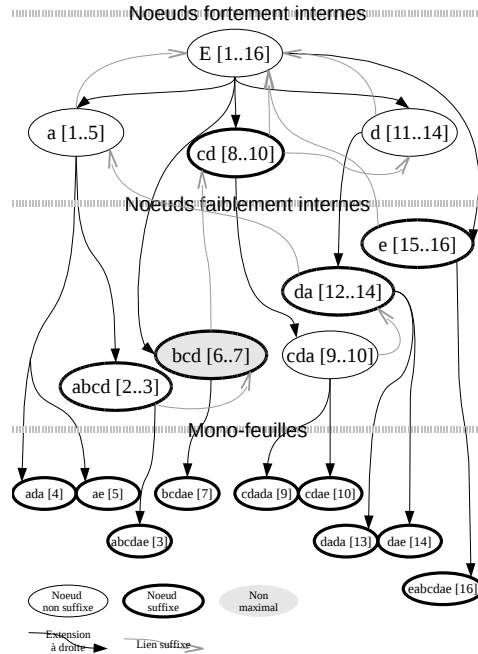 Noeuds fortement internes
E [1..16]
a [1..5]
cd [8..10]
d [11..14]
Noeuds faiblement internes
e [15..16]
da [12..14]
bcd [6..7]
cda [9..10]
abcd [2..3]
Mono-feuilles
ada [4]
ae [5]
bcdae [7]
cdada [9]
cdae [10]
abcdae [3]
dada [13]
dae [14]
eabcdae [16]
Noeud
non suffixe
Noeud
suffixe
Non
maximal
Extension
à droite
Lien suffixe